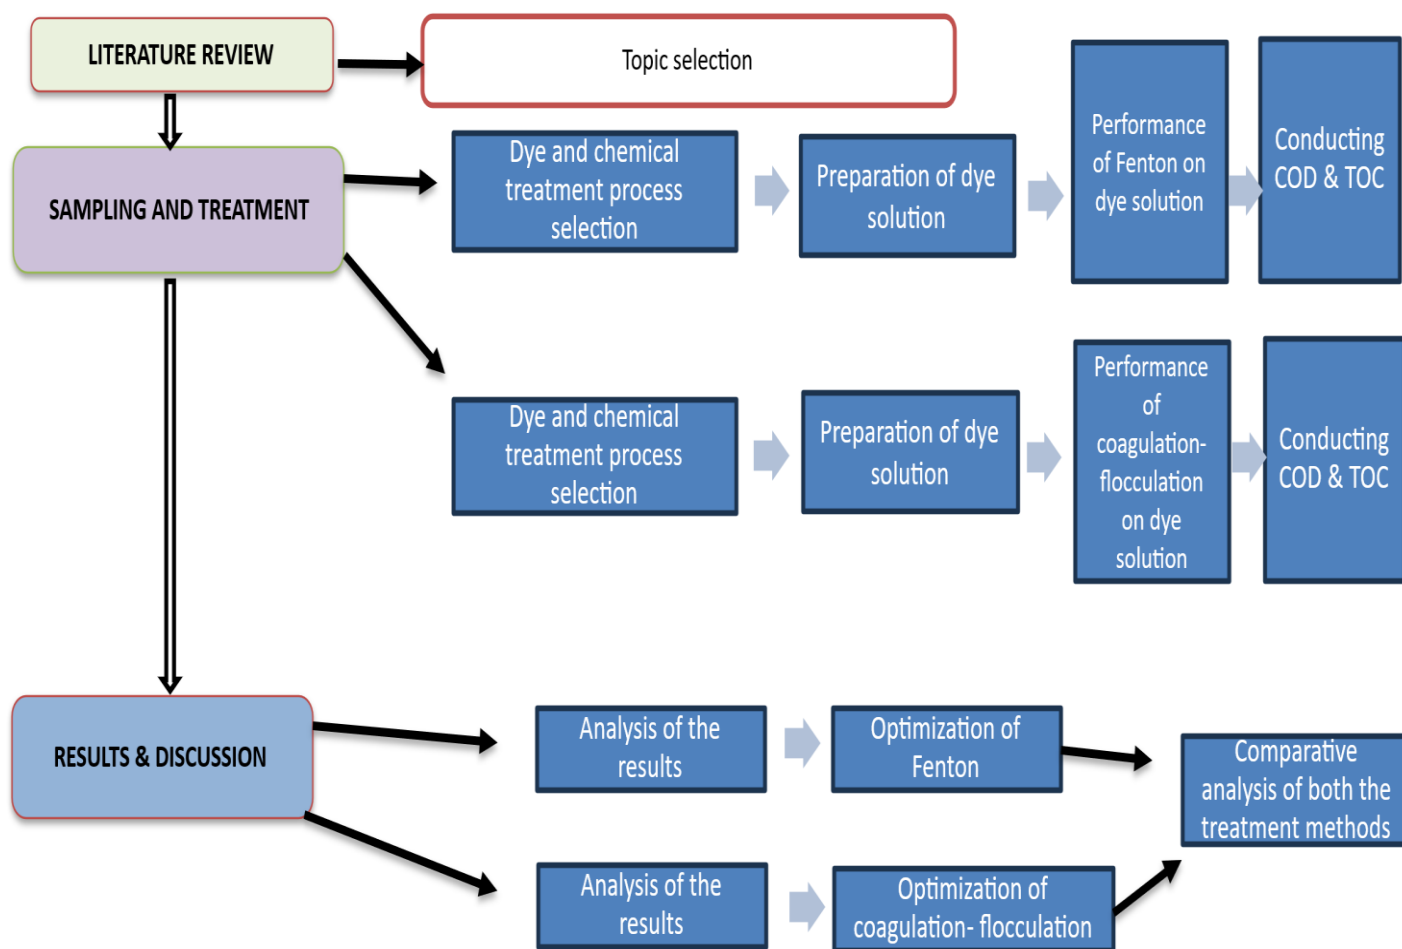 LITERATURE REVIEW
Topic selection
SAMPLING AND TREATMENT
Dye and chemical
treatment process
selection
Preparation of dye
solution
Performance
of Fenton on
dye solution
Conducting
COD & TOC
Dye and chemical
treatment process
selection
Preparation of dye
solution
Performance
of
coagulation-
flocculation
on dye
solution
Conducting
COD & TOC
RESULTS & DISCUSSION
Analysis of the
results
Optimization of
Fenton
Comparative
analysis of both the
treatment methods
Analysis of the
results
Optimization of
coagulation- flocculation